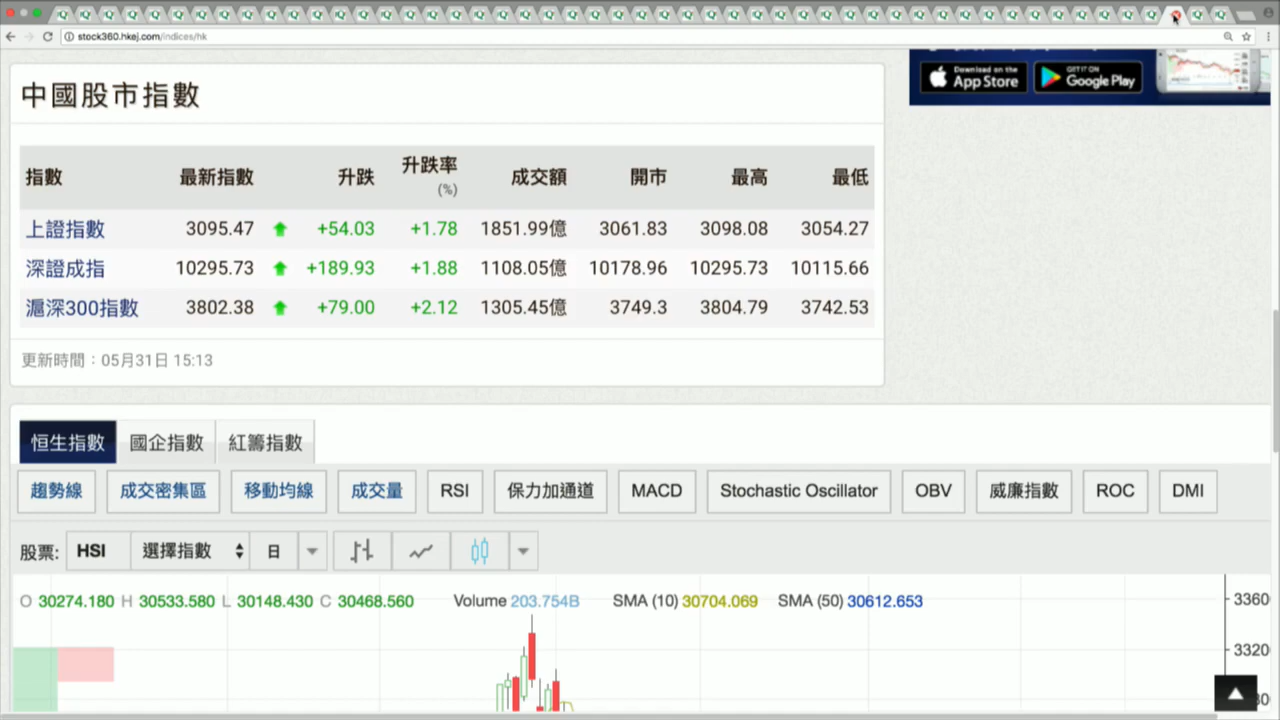 stock360.hkej.com/indices/hk
Download on the
App Store
GET IT ON
Google Play
中國股市指數
指數 最新指數 升跌 升跌率 (%) 成交額 開市 最高 最低
上證指數 3095.47 +54.03 +1.78 1851.99億 3061.83 3098.08 3054.27
深證成指 10295.73 +189.93 +1.88 1108.05億 10178.96 10295.73 10115.66
滬深300指數 3802.38 +79.00 +2.12 1305.45億 3749.3 3804.79 3742.53
更新時間：05月31日 15:13
恒生指數 國企指數 紅籌指數
趨勢線 成交密集區 移動均線 成交量 RSI 保力加通道 MACD Stochastic Oscillator OBV 威廉指數 ROC DMI
股票: HSI 選擇指數 日
O 30274.180 H 30533.580 L 30148.430 C 30468.560 Volume 203.754B SMA (10) 30704.069 SMA (50) 30612.653
3360
3320